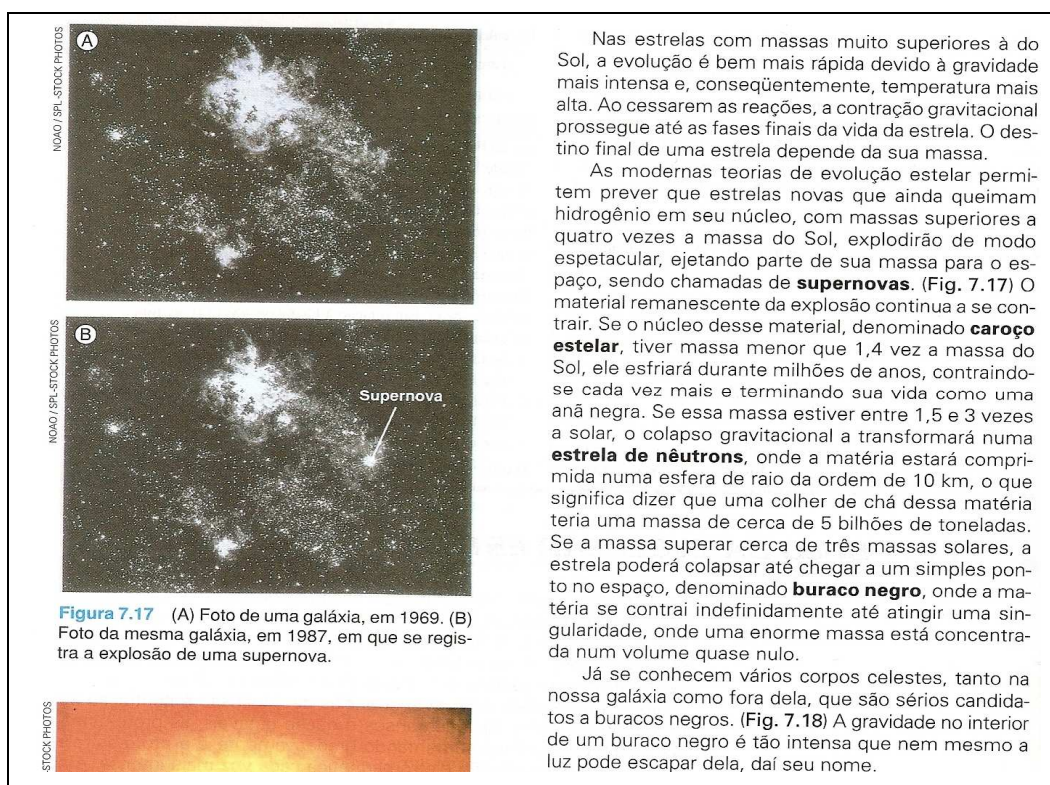 A
NOAO / SPL-STOCK PHOTOS
B
NOAO / SPL-STOCK PHOTOS
Supernova
Figura 7.17 (A) Foto de uma galáxia, em 1969. (B)
Foto da mesma galáxia, em 1987, em que se regis-
tra a explosão de uma supernova.
-STOCK PHOTOS
Nas estrelas com massas muito superiores à do
Sol, a evolução é bem mais rápida devido à gravidade
mais intensa e, conseqüentemente, temperatura mais
alta. Ao cessarem as reações, a contração gravitacional
prossegue até as fases finais da vida da estrela. O des-
tino final de uma estrela depende da sua massa.
As modernas teorias de evolução estelar permi-
tem prever que estrelas novas que ainda queimam
hidrogênio em seu núcleo, com massas superiores a
quatro vezes a massa do Sol, explodirão de modo
espetacular, ejetando parte de sua massa para o es-
paço, sendo chamadas de supernovas. (Fig. 7.17) O
material remanescente da explosão continua a se con-
trair. Se o núcleo desse material, denominado caroço
estelar, tiver massa menor que 1,4 vez a massa do
Sol, ele esfriará durante milhões de anos, contraindo-
se cada vez mais e terminando sua vida como uma
anã negra. Se essa massa estiver entre 1,5 e 3 vezes
a solar, o colapso gravitacional a transformará numa
estrela de nêutrons, onde a matéria estará compri-
mida numa esfera de raio da ordem de 10 km, o que
significa dizer que uma colher de chá dessa matéria
teria uma massa de cerca de 5 bilhões de toneladas.
Se a massa superar cerca de três massas solares, a
estrela poderá colapsar até chegar a um simples pon-
to no espaço, denominado buraco negro, onde a ma-
téria se contrai indefinidamente até atingir uma sin-
gularidade, onde uma enorme massa está concentra-
da num volume quase nulo.
Já se conhecem vários corpos celestes, tanto na
nossa galáxia como fora dela, que são sérios candida-
tos a buracos negros. (Fig. 7.18) A gravidade no interior
de um buraco negro é tão intensa que nem mesmo a
luz pode escapar dela, daí seu nome.